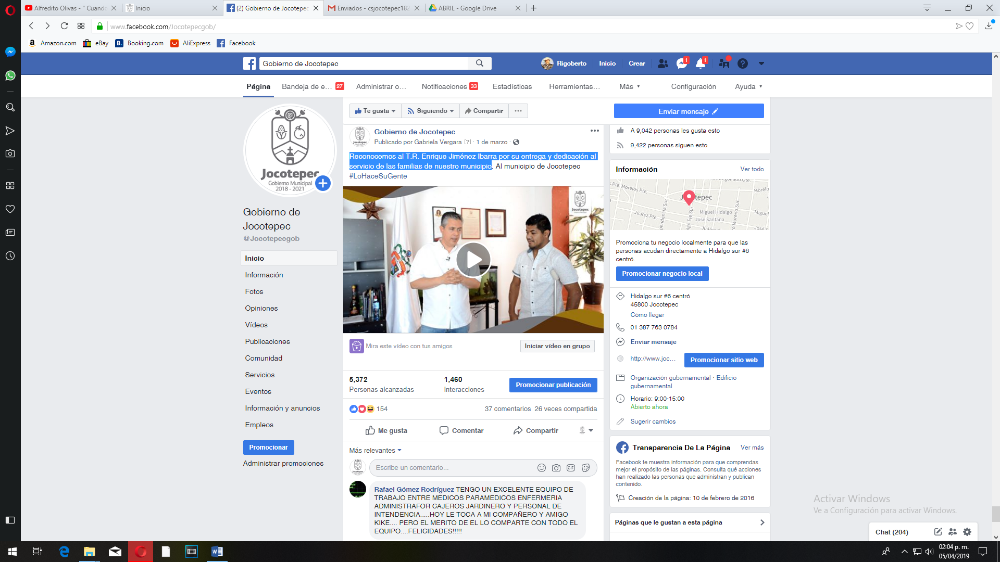 Alfredito Olivas - " Cuando
Inicio
(2) Gobierno de Jocotepec
Enviados - csjocotepec182
ABRIL - Google Drive
www.facebook.com/Jocotepecgob/
Amazon.com
eBay
Booking.com
AliExpress
Facebook
Gobierno de Jocotepec
Rigoberto
Inicio
Crear
1
1
Página
Bandeja de e... 27
Administrar o...
Notificaciones 33
Estadísticas
Herramientas...
Más
Configuración
Ayuda
Jocotepec
Gobierno Municipal
2018 - 2021
Gobierno de
Jocotepec
@Jocotepecgob
Inicio
Información
Fotos
Opiniones
Vídeos
Publicaciones
Comunidad
Servicios
Eventos
Información y anuncios
Empleos
Promocionar
Administrar promociones
Te gusta
Siguiendo
Compartir
Enviar mensaje
Gobierno de Jocotepec
Publicado por Gabriela Vergara [?] · 1 de marzo ·
Reconocemos al T.R. Enrique Jiménez Ibarra por su entrega y dedicación al
servicio de las familias de nuestro municipio. Al municipio de Jocotepec
#LoHaceSuGente
Jocotepec
Mira este vídeo con tus amigos
Iniciar vídeo en grupo
5,372
Personas alcanzadas
1,460
Interacciones
Promocionar publicación
154
37 comentarios 26 veces compartida
Me gusta
Comentar
Compartir
Más relevantes
Escribe un comentario...
GIF
Rafael Gómez Rodríguez TENGO UN EXCELENTE EQUIPO DE
TRABAJO ENTRE MEDICOS PARAMEDICOS ENFERMERIA
ADMINISTRAFOR CAJEROS JARDINERO Y PERSONAL DE
INTENDENCIA.....HOY LE TOCA A MI COMPAÑERO Y AMIGO
KIKE.... PERO EL MERITO DE EL LO COMPARTE CON TODO EL
EQUIPO....FELICIDADES!!!!!
A 9,042 personas les gusta esto
9,422 personas siguen esto
Información
Ver todo
Pte. Morelos Pte.
Miguel Hidalgo
Jose Santana
Juárez Pte.
Promociona tu negocio localmente para que las
personas acudan directamente a Hidalgo sur #6
centró.
Promocionar negocio local
Hidalgo sur #6 centró
45800 Jocotepec
Cómo llegar
01 387 763 0784
Enviar mensaje
http://www.joc...
Promocionar sitio web
Organización gubernamental · Edificio
gubernamental
Horario: 9:00-15:00
Abierto ahora
Sugerir cambios
Transparencia De La Página
Ver más
Facebook te muestra información para que comprendas
mejor el propósito de las páginas. Consulta qué acciones
han realizado las personas que administran y publican
contenido.
Creación de la página: 10 de febrero de 2016
Páginas que le gustan a esta página
Activar Windows
Ve a Configuración para activar Windows.
Chat (204)
02:04 p. m.
05/04/2019